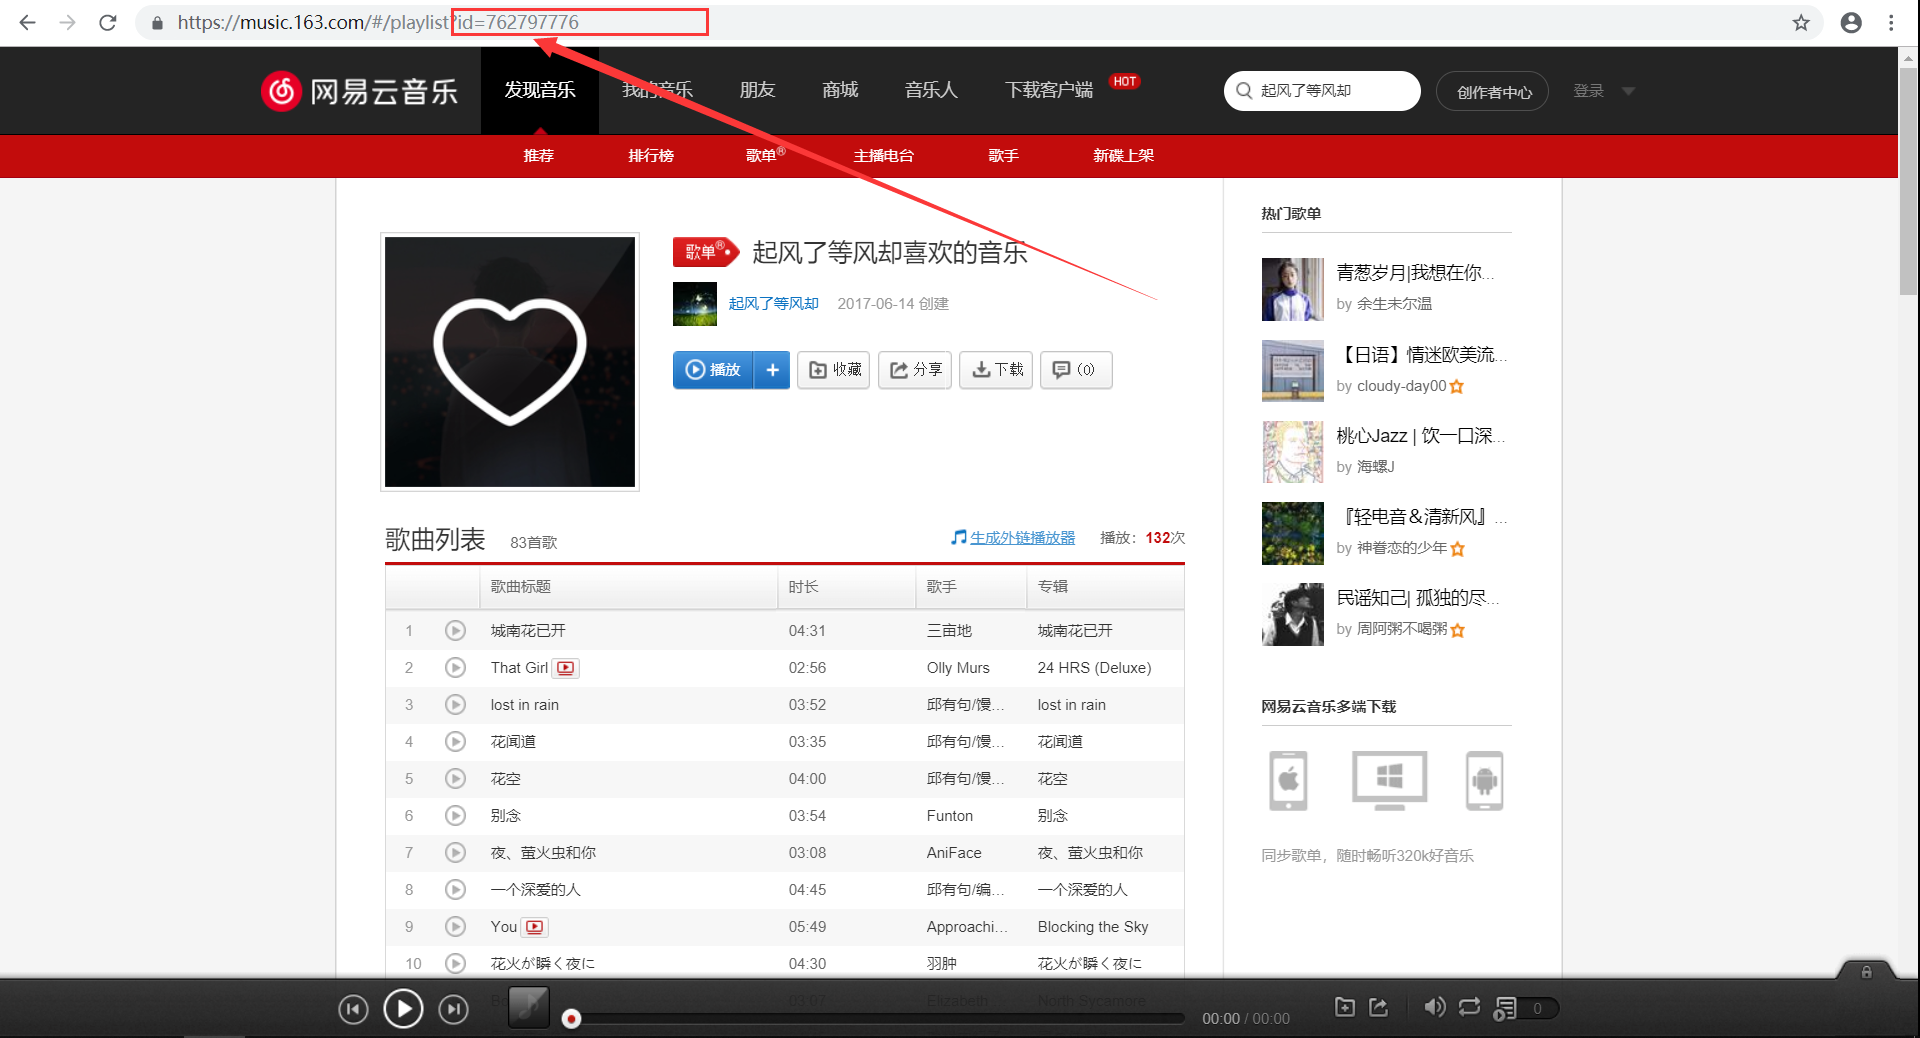 https://music.163.com/#/playlist?id=762797776
网易云音乐
发现音乐
我的音乐
朋友
商城
音乐人
下载客户端
HOT
起风了等风却
创作者中心
登录
推荐
排行榜
歌单®
主播电台
歌手
新碟上架
歌单®
起风了等风却喜欢的音乐
起风了等风却
2017-06-14 创建
播放
+
收藏
分享
下载
(0)
歌曲列表
83首歌
生成外链播放器
播放：132次
歌曲标题 时长 歌手 专辑
1 城南花已开 04:31 三亩地 城南花已开
2 That Girl 02:56 Olly Murs 24 HRS (Deluxe)
3 lost in rain 03:52 邱有句/馒... lost in rain
4 花闻道 03:35 邱有句/馒... 花闻道
5 花空 04:00 邱有句/馒... 花空
6 别念 03:54 Funton 别念
7 夜、萤火虫和你 03:08 AniFace 夜、萤火虫和你
8 一个深爱的人 04:45 邱有句/编... 一个深爱的人
9 You 05:49 Approachi... Blocking the Sky
10 花火が瞬く夜に 04:30 羽肿 花火が瞬く夜に
03:07 Elizabeth ... North Sycamore
热门歌单
青葱岁月|我想在你...
by 余生未尔温
【日语】情迷欧美流...
by cloudy-day00
桃心Jazz | 饮一口深...
by 海螺J
『轻电音＆清新风』...
by 神眷恋的少年
民谣知己| 孤独的尽...
by 周阿粥不喝粥
网易云音乐多端下载
同步歌单，随时畅听320k好音乐
00:00 / 00:00
0